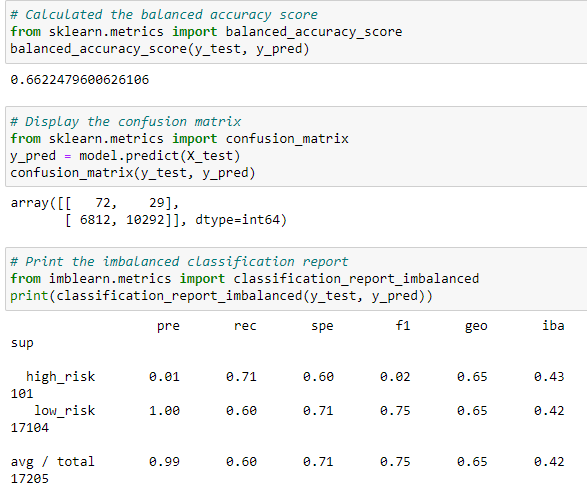 # Calculated the balanced accuracy score
from sklearn.metrics import balanced_accuracy_score
balanced_accuracy_score(y_test, y_pred)
0.6622479600626106
# Display the confusion matrix
from sklearn.metrics import confusion_matrix
y_pred = model.predict(X_test)
confusion_matrix(y_test, y_pred)
array([[   72,    29],
       [ 6812, 10292]], dtype=int64)
# Print the imbalanced classification report
from imblearn.metrics import classification_report_imbalanced
print(classification_report_imbalanced(y_test, y_pred))
                   pre       rec       spe        f1       geo       iba
sup
  high_risk       0.01      0.71      0.60      0.02      0.65      0.43
101
   low_risk       1.00      0.60      0.71      0.75      0.65      0.42
17104
avg / total       0.99      0.60      0.71      0.75      0.65      0.42
17205